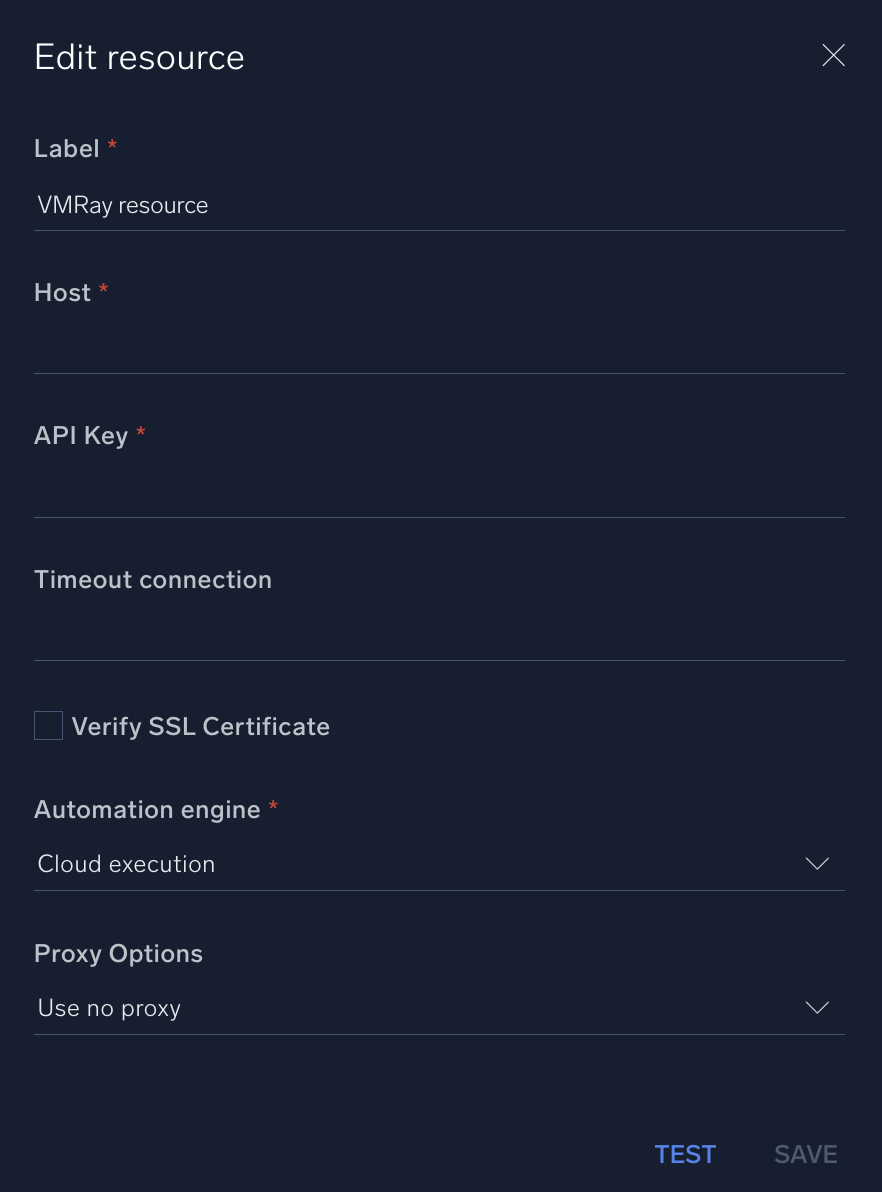 Edit resource
Label *
VMRay resource
Host *
API Key *
Timeout connection
Verify SSL Certificate
Automation engine *
Cloud execution
Proxy Options
Use no proxy
TEST SAVE